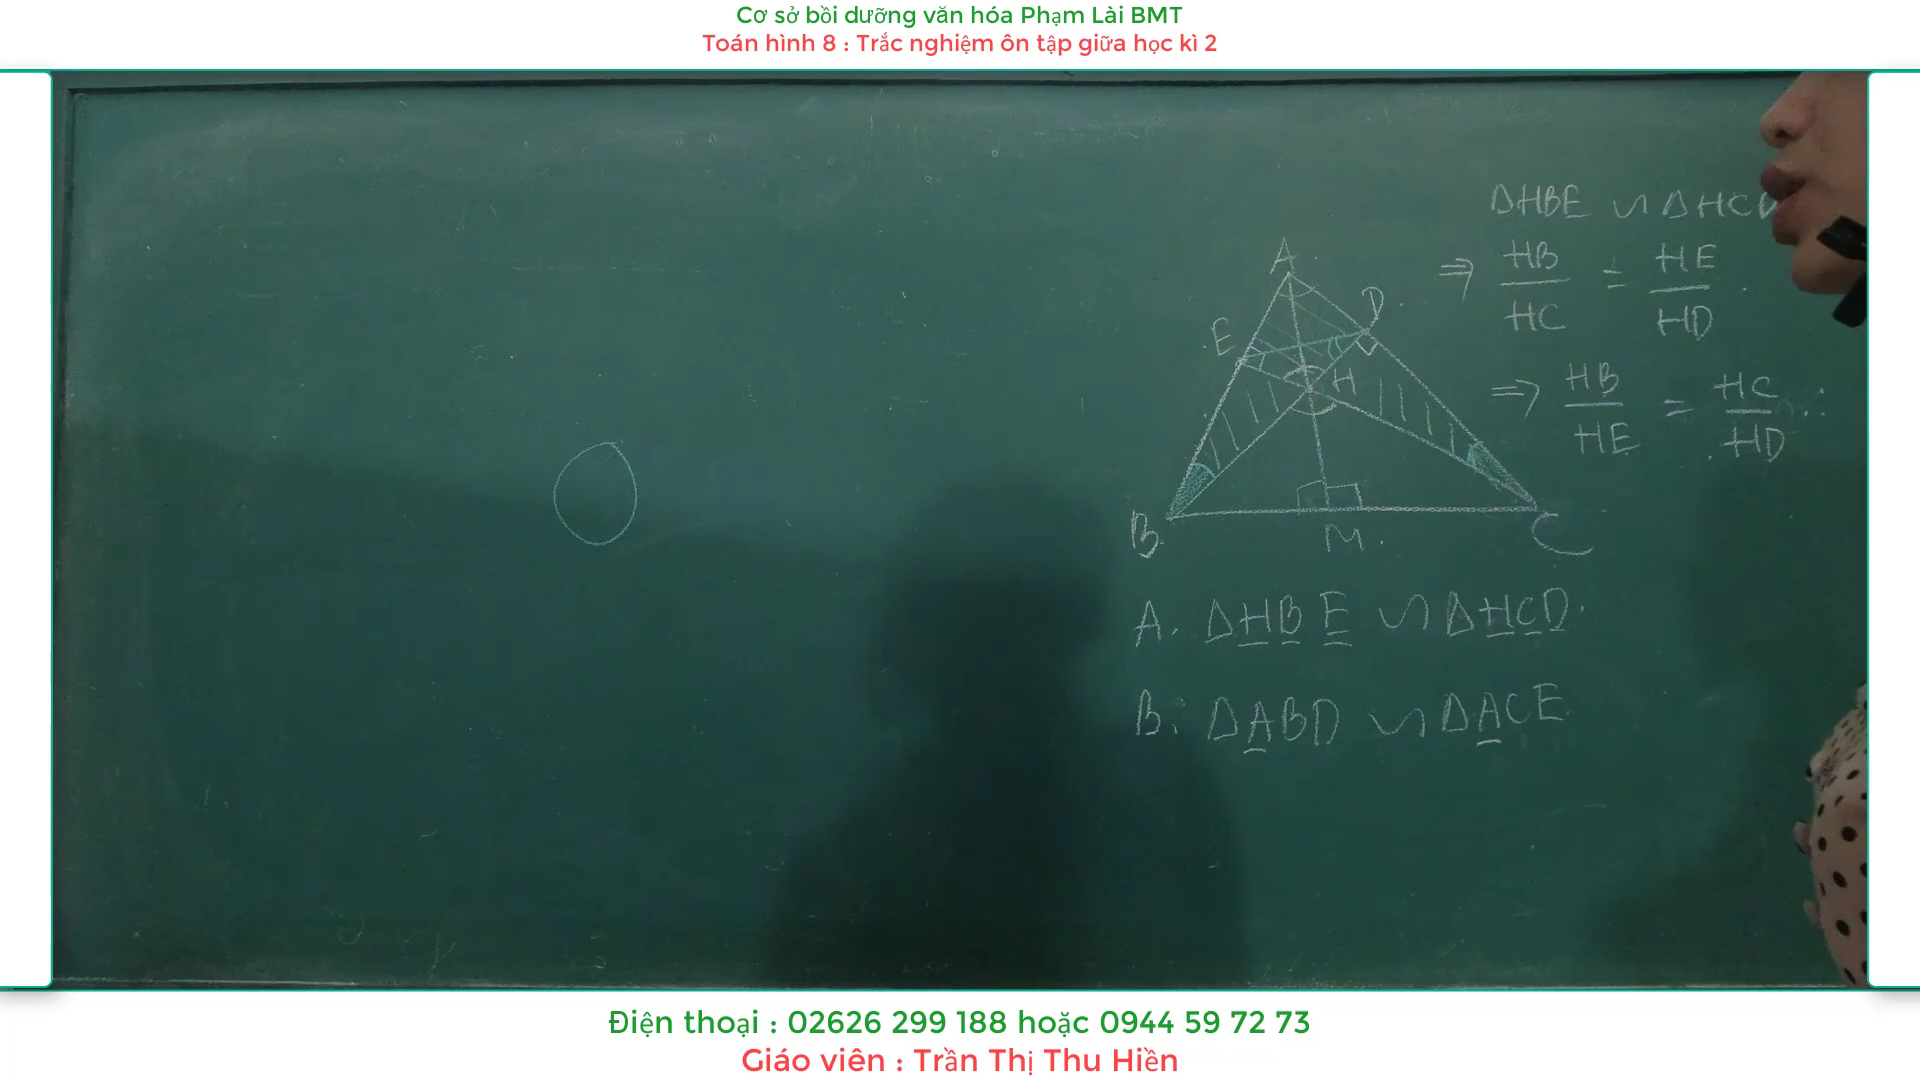 Cơ sở bồi dưỡng văn hóa Phạm Lài BMT
Toán hình 8 : Trắc nghiệm ôn tập giữa học kì 2
ΔHBE ∽ ΔHCD
⇒ HB/HC = HE/HD
⇒ HB/HE = HC/HD
A
E
D
H
B
M
C
A. ΔHBE ∽ ΔHCD.
B. ΔABD ∽ ΔACE
Điện thoại : 02626 299 188 hoặc 0944 59 72 73
Giáo viên : Trần Thị Thu Hiền